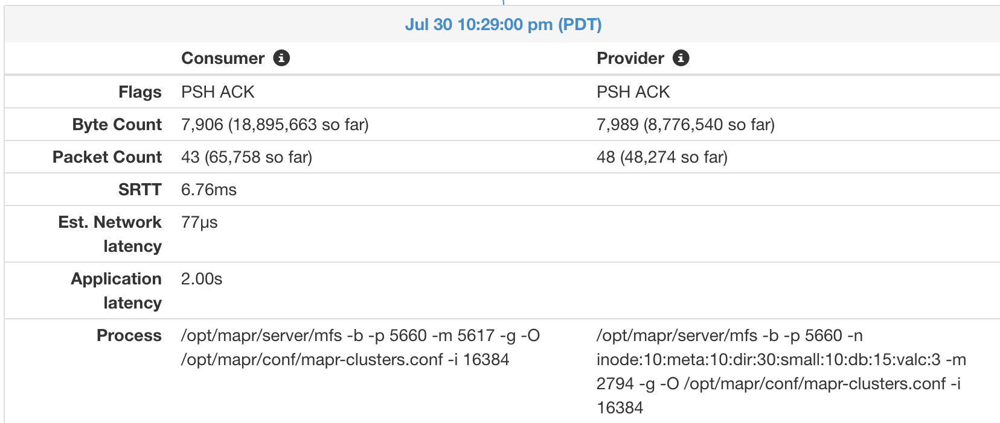 Jul 30 10:29:00 pm (PDT)
Consumer Provider
Flags PSH ACK PSH ACK
Byte Count 7,906 (18,895,663 so far) 7,989 (8,776,540 so far)
Packet Count 43 (65,758 so far) 48 (48,274 so far)
SRTT 6.76ms
Est. Network 77µs
latency
Application 2.00s
latency
Process /opt/mapr/server/mfs -b -p 5660 -m 5617 -g -O /opt/mapr/server/mfs -b -p 5660 -n
/opt/mapr/conf/mapr-clusters.conf -i 16384 inode:10:meta:10:dir:30:small:10:db:15:valc:3 -m
2794 -g -O /opt/mapr/conf/mapr-clusters.conf -i
16384